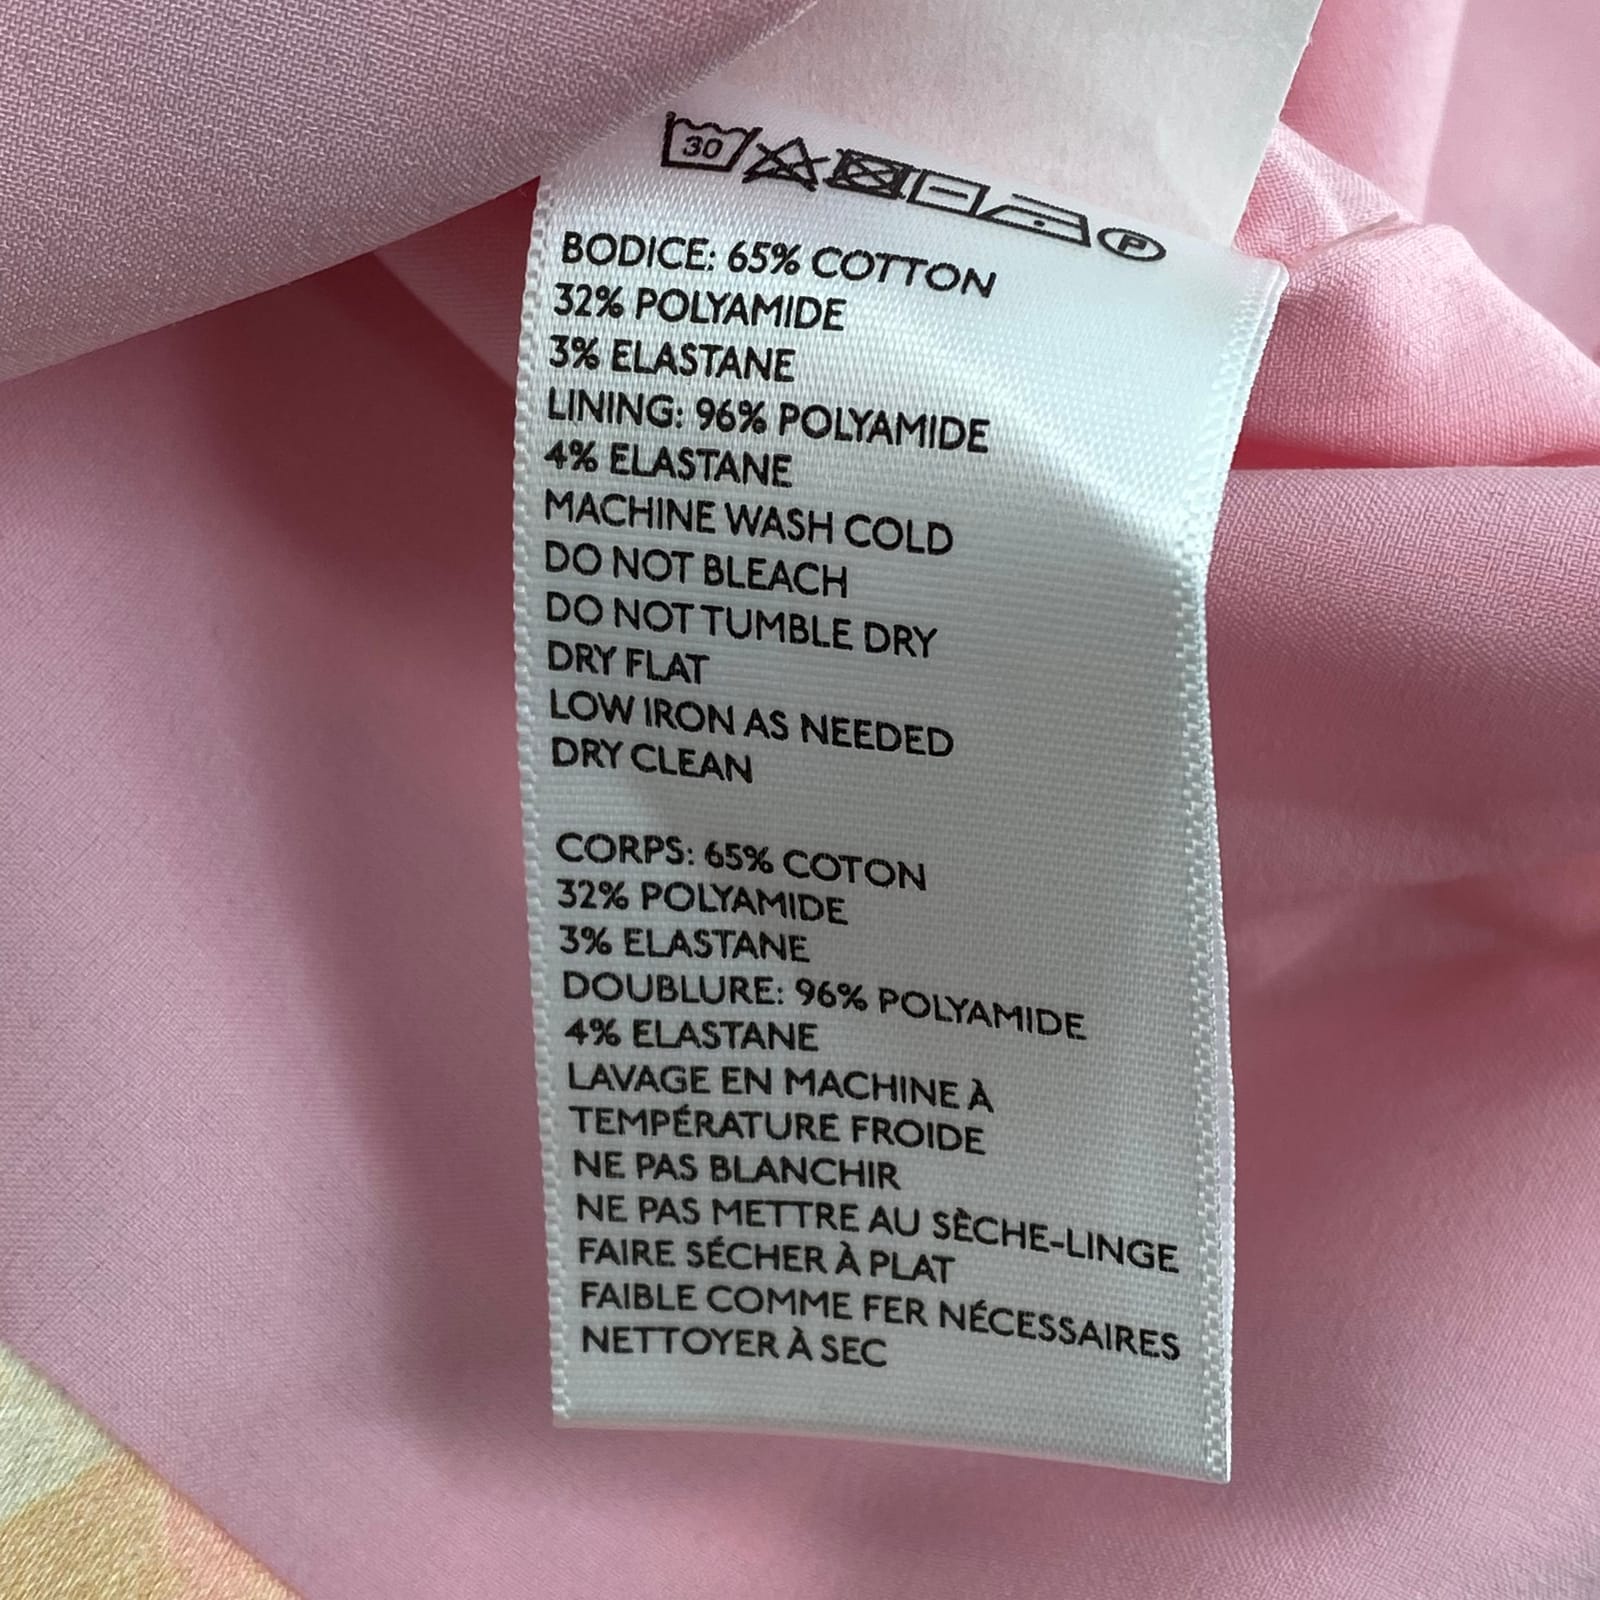 30 P
BODICE: 65% COTTON
32% POLYAMIDE
3% ELASTANE
LINING: 96% POLYAMIDE
4% ELASTANE
MACHINE WASH COLD
DO NOT BLEACH
DO NOT TUMBLE DRY
DRY FLAT
LOW IRON AS NEEDED
DRY CLEAN
CORPS: 65% COTON
32% POLYAMIDE
3% ELASTANE
DOUBLURE: 96% POLYAMIDE
4% ELASTANE
LAVAGE EN MACHINE À
TEMPÉRATURE FROIDE
NE PAS BLANCHIR
NE PAS METTRE AU SÈCHE-LINGE
FAIRE SÉCHER À PLAT
FAIBLE COMME FER NÉCESSAIRES
NETTOYER À SEC